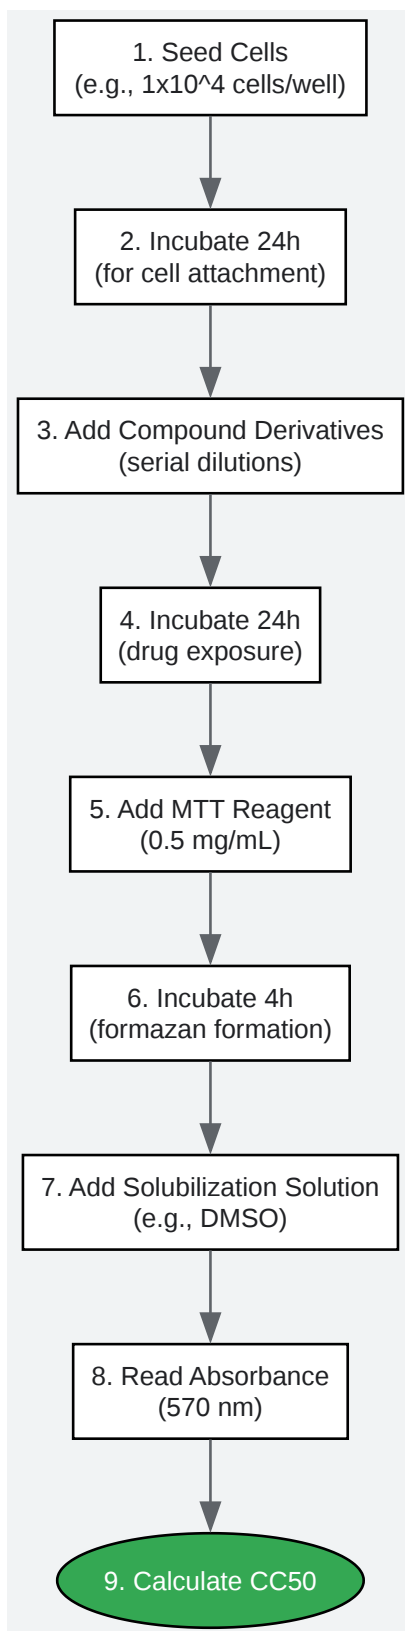 1. Seed Cells
(e.g., 1x10^4 cells/well)
2. Incubate 24h
(for cell attachment)
3. Add Compound Derivatives
(serial dilutions)
4. Incubate 24h
(drug exposure)
5. Add MTT Reagent
(0.5 mg/mL)
6. Incubate 4h
(formazan formation)
7. Add Solubilization Solution
(e.g., DMSO)
8. Read Absorbance
(570 nm)
9. Calculate CC50